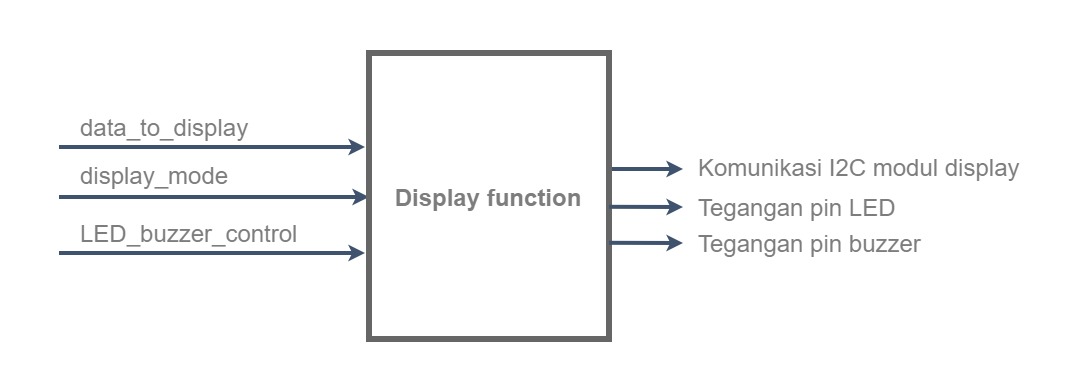 data_to_display
display_mode
LED_buzzer_control
Display function
Komunikasi I2C modul display
Tegangan pin LED
Tegangan pin buzzer